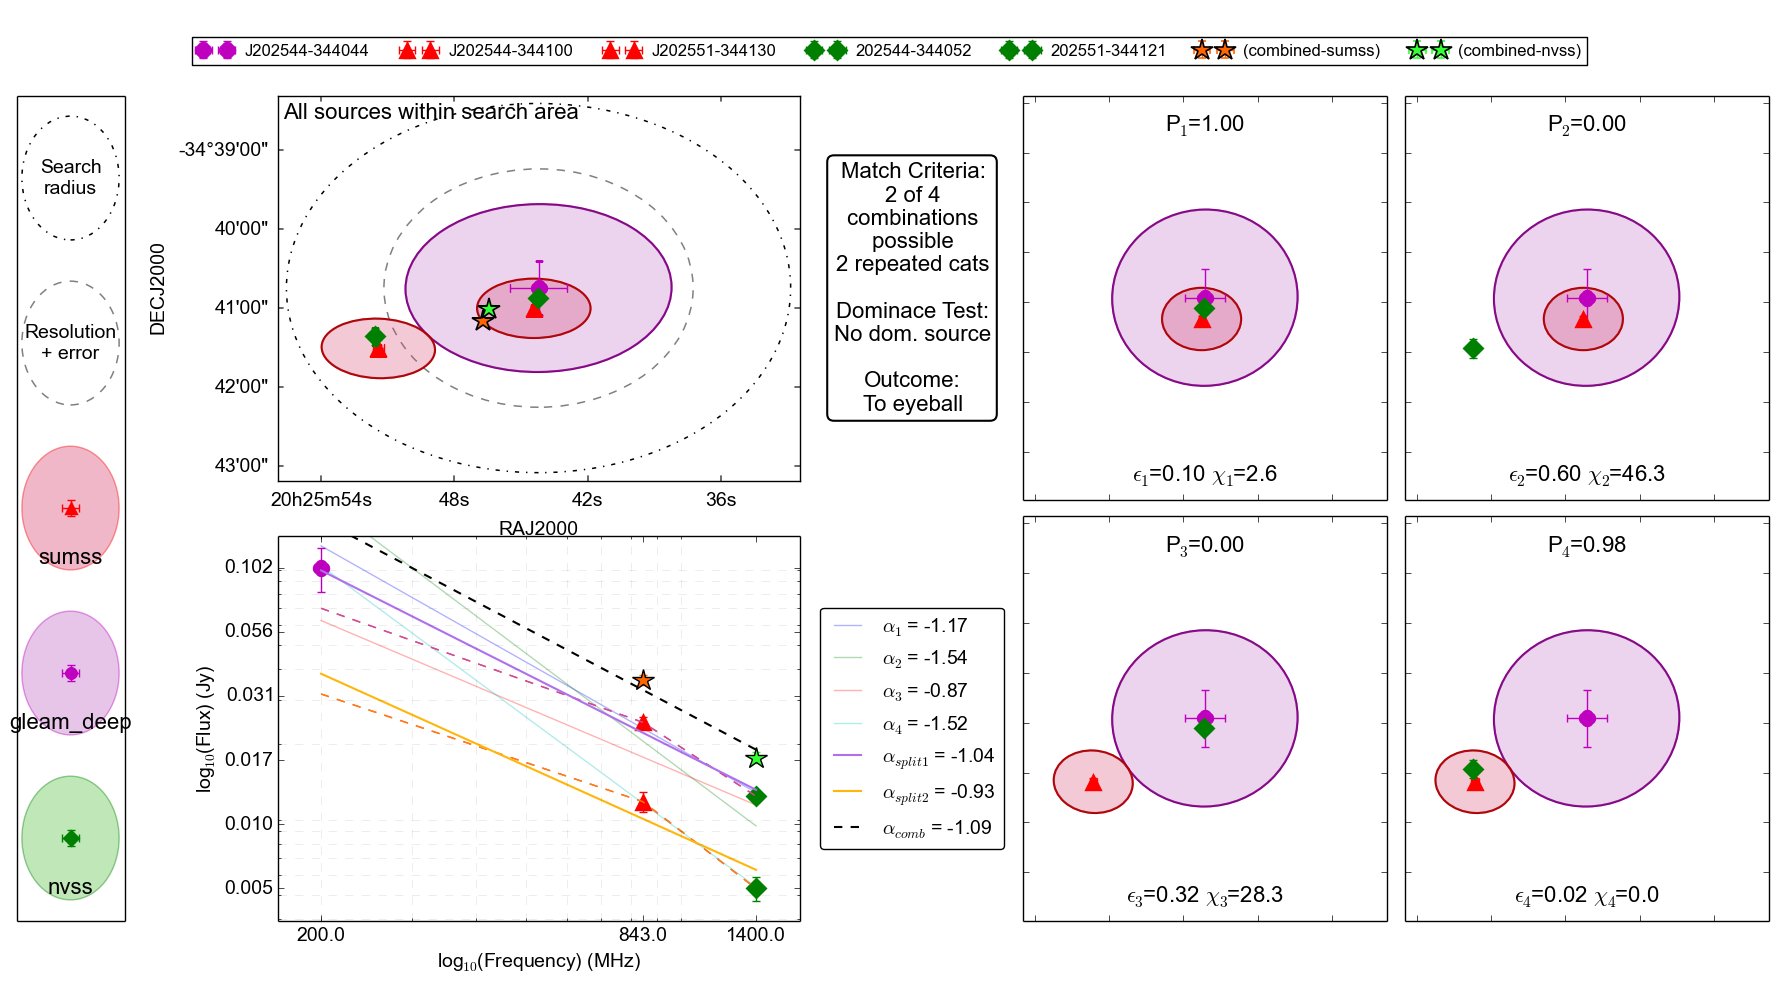 J202544-344044 J202544-344100 J202551-344130 202544-344052 202551-344121 (combined-sumss) (combined-nvss)
Search
radius
Resolution
+ error
sumss
gleam_deep
nvss
All sources within search area
DECJ2000
-34°39'00"
40'00"
41'00"
42'00"
43'00"
20h25m54s 48s 42s 36s
RAJ2000
Match Criteria:
2 of 4
combinations
possible
2 repeated cats
Dominace Test:
No dom. source
Outcome:
To eyeball
P1=1.00
ϵ1=0.10 χ1=2.6
P2=0.00
ϵ2=0.60 χ2=46.3
log10(Flux) (Jy)
0.102
0.056
0.031
0.017
0.010
0.005
200.0 843.0 1400.0
log10(Frequency) (MHz)
α1 = -1.17
α2 = -1.54
α3 = -0.87
α4 = -1.52
αsplit1 = -1.04
αsplit2 = -0.93
αcomb = -1.09
P3=0.00
ϵ3=0.32 χ3=28.3
P4=0.98
ϵ4=0.02 χ4=0.0